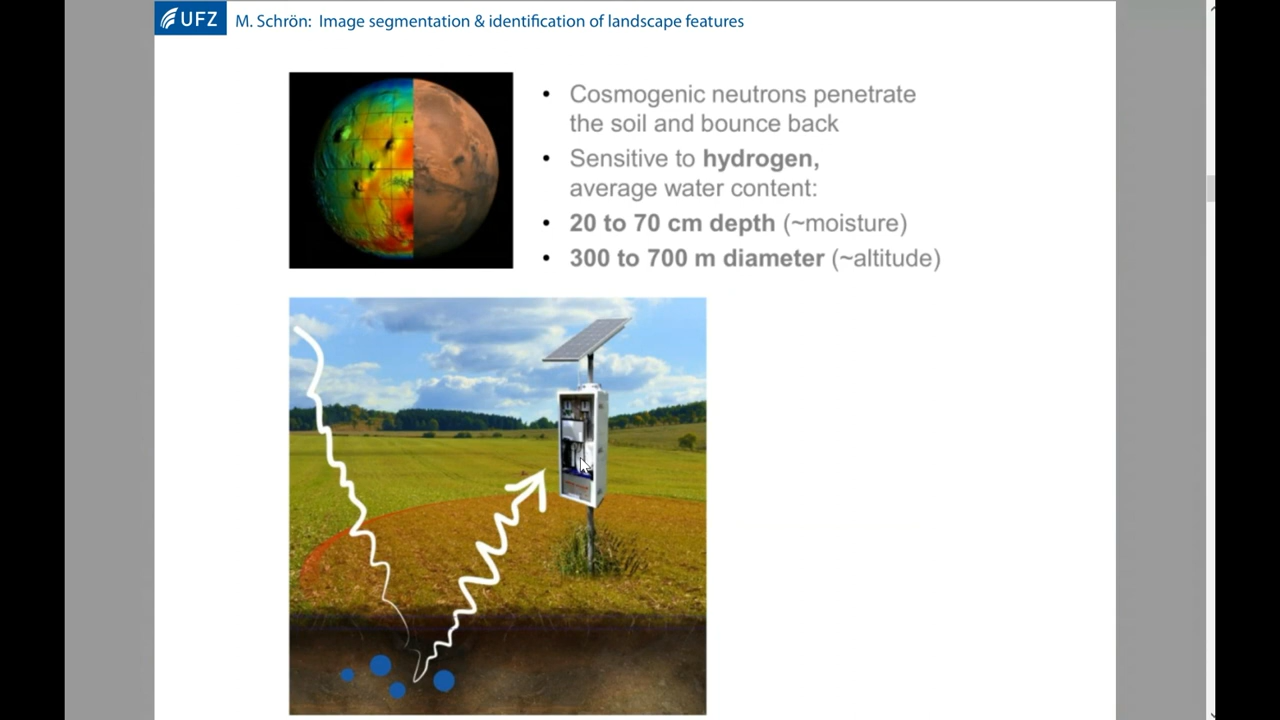 UFZ M. Schrön: Image segmentation & identification of landscape features
• Cosmogenic neutrons penetrate
the soil and bounce back
• Sensitive to hydrogen,
average water content:
• 20 to 70 cm depth (~moisture)
• 300 to 700 m diameter (~altitude)